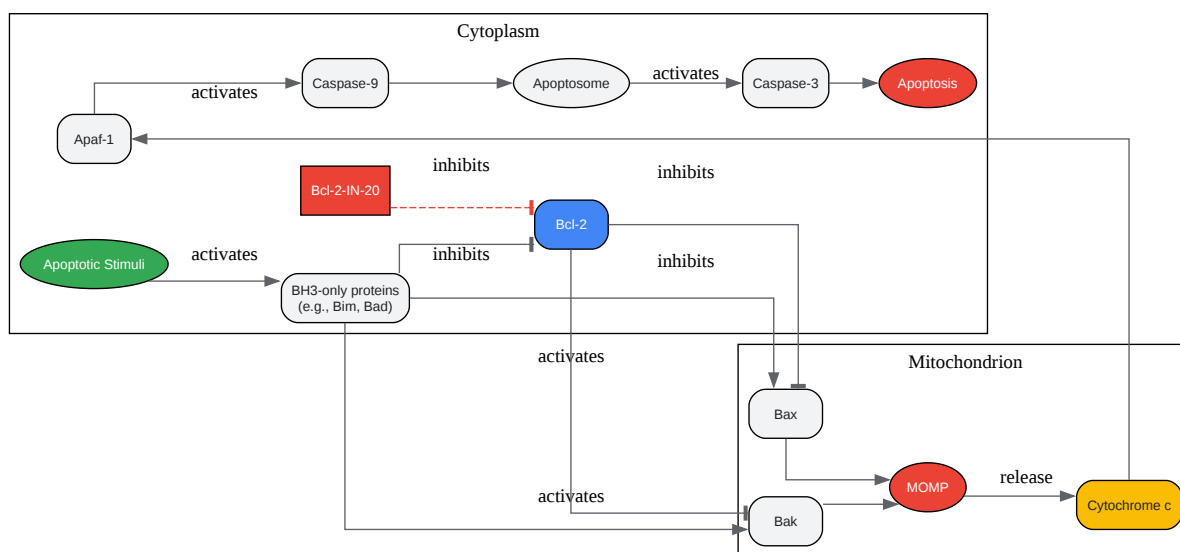 Cytoplasm
Caspase-9
Apoptosome
activates
Caspase-3
Apoptosis
activates
Apaf-1
inhibits
inhibits
Bcl-2-IN-20
Bcl-2
activates
inhibits
inhibits
Apoptotic Stimuli
BH3-only proteins
(e.g., Bim, Bad)
activates
Mitochondrion
Bax
activates
MOMP
release
Cytochrome c
Bak